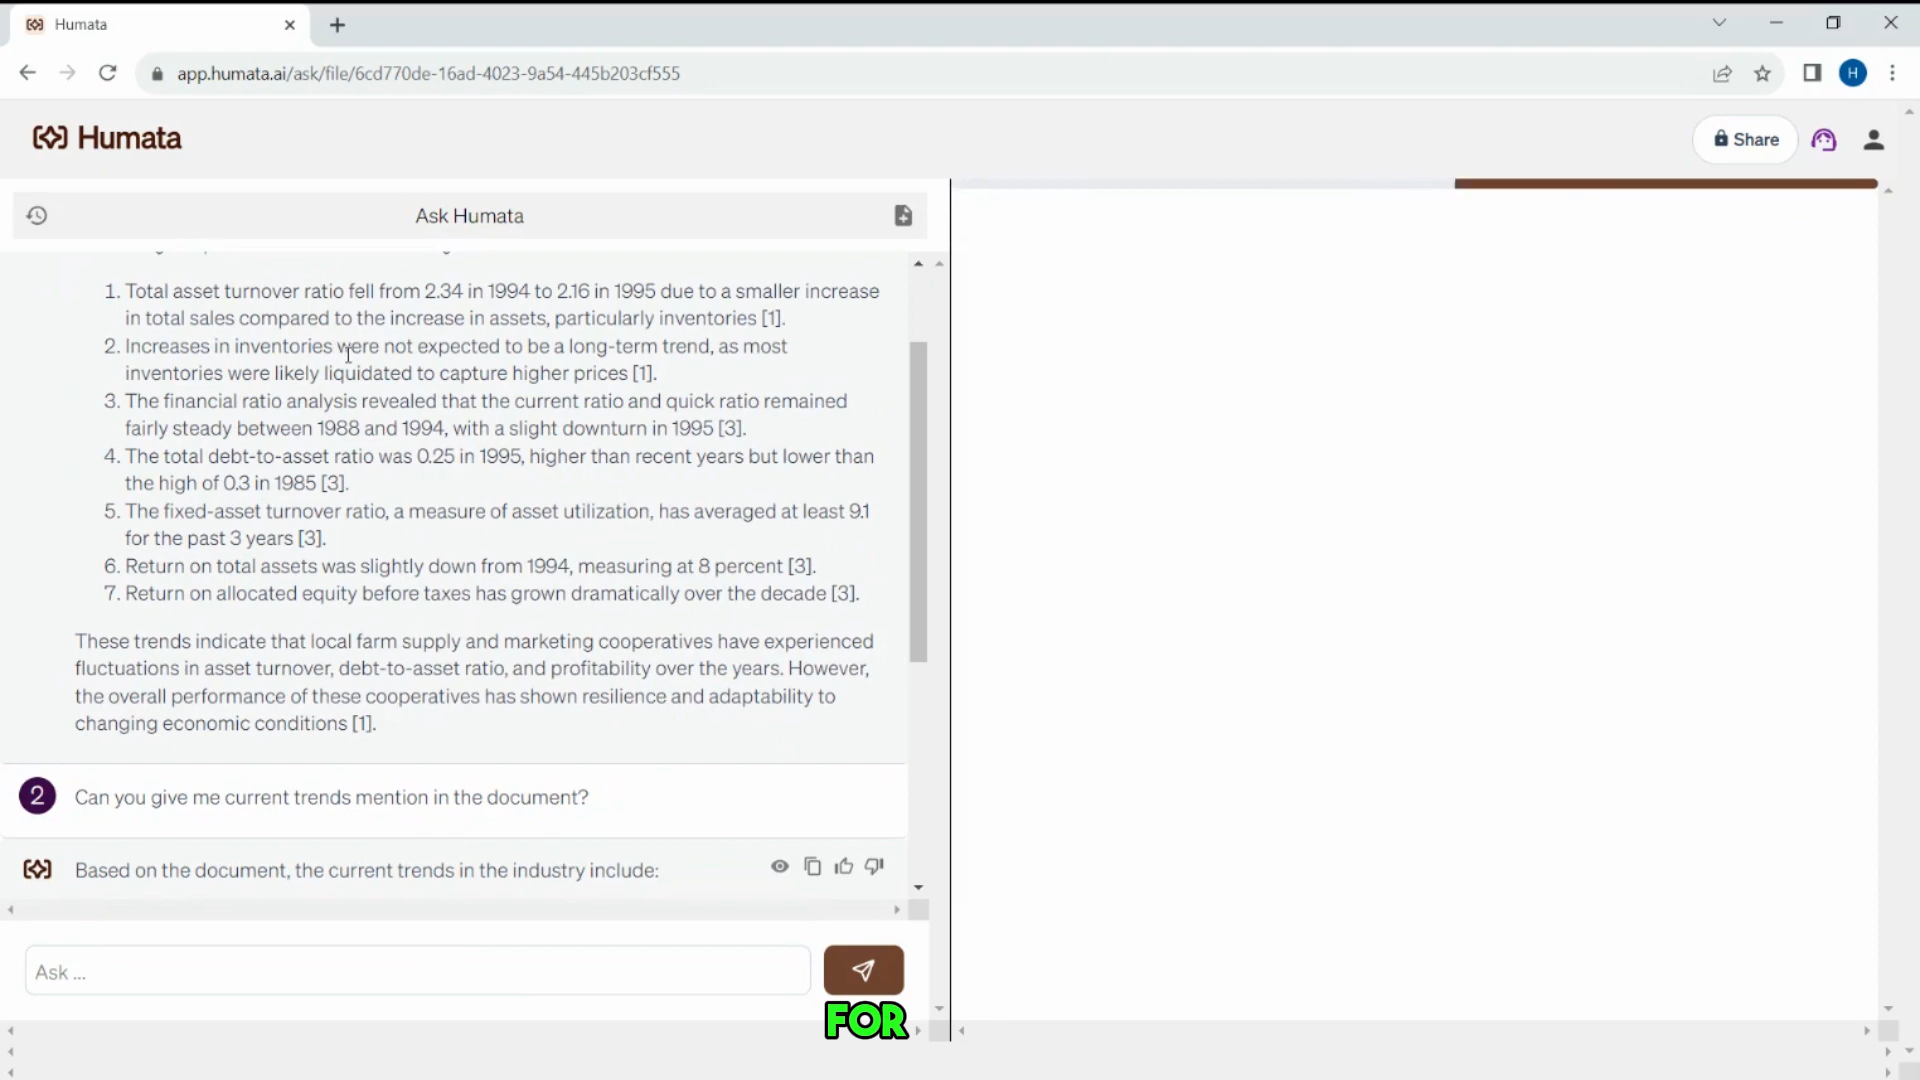 Humata
app.humata.ai/ask/file/6cd770de-16ad-4023-9a54-445b203cf555
H
Humata
Share
Ask Humata
1. Total asset turnover ratio fell from 2.34 in 1994 to 2.16 in 1995 due to a smaller increase
in total sales compared to the increase in assets, particularly inventories [1].
2. Increases in inventories were not expected to be a long-term trend, as most
inventories were likely liquidated to capture higher prices [1].
3. The financial ratio analysis revealed that the current ratio and quick ratio remained
fairly steady between 1988 and 1994, with a slight downturn in 1995 [3].
4. The total debt-to-asset ratio was 0.25 in 1995, higher than recent years but lower than
the high of 0.3 in 1985 [3].
5. The fixed-asset turnover ratio, a measure of asset utilization, has averaged at least 9.1
for the past 3 years [3].
6. Return on total assets was slightly down from 1994, measuring at 8 percent [3].
7. Return on allocated equity before taxes has grown dramatically over the decade [3].
These trends indicate that local farm supply and marketing cooperatives have experienced
fluctuations in asset turnover, debt-to-asset ratio, and profitability over the years. However,
the overall performance of these cooperatives has shown resilience and adaptability to
changing economic conditions [1].
2 Can you give me current trends mention in the document?
Based on the document, the current trends in the industry include:
Ask ...
FOR